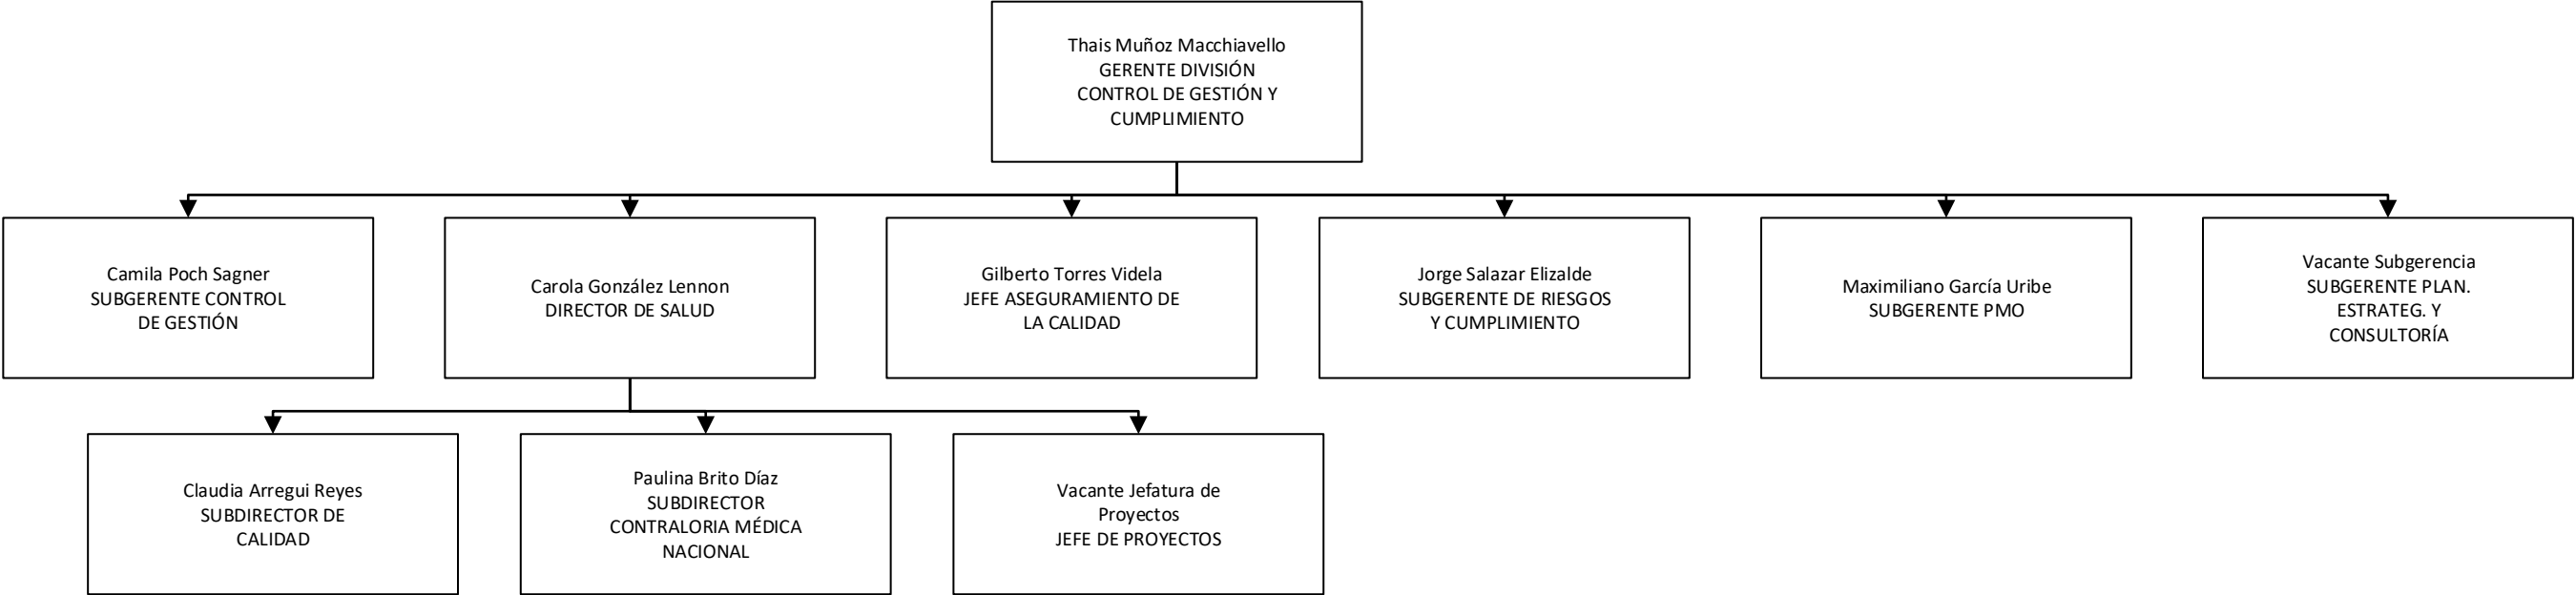 Thais Muñoz Macchiavello
GERENTE DIVISIÓN
CONTROL DE GESTIÓN Y
CUMPLIMIENTO
Camila Poch Sagner
SUBGERENTE CONTROL
DE GESTIÓN
Carola González Lennon
DIRECTOR DE SALUD
Gilberto Torres Videla
JEFE ASEGURAMIENTO DE
LA CALIDAD
Jorge Salazar Elizalde
SUBGERENTE DE RIESGOS
Y CUMPLIMIENTO
Maximiliano García Uribe
SUBGERENTE PMO
Vacante Subgerencia
SUBGERENTE PLAN.
ESTRATEG. Y
CONSULTORÍA
Claudia Arregui Reyes
SUBDIRECTOR DE
CALIDAD
Paulina Brito Díaz
SUBDIRECTOR
CONTRALORIA MÉDICA
NACIONAL
Vacante Jefatura de
Proyectos
JEFE DE PROYECTOS